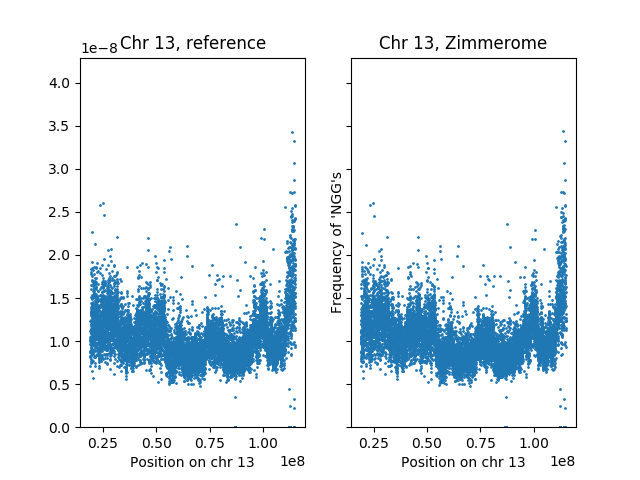 1e−8
Chr 13, reference
4.0
3.5
3.0
2.5
2.0
1.5
1.0
0.5
0.0
0.25 0.50 0.75 1.00
1e8
Position on chr 13
Chr 13, Zimmerome
Frequency of 'NGG's
0.25 0.50 0.75 1.00
1e8
Position on chr 13